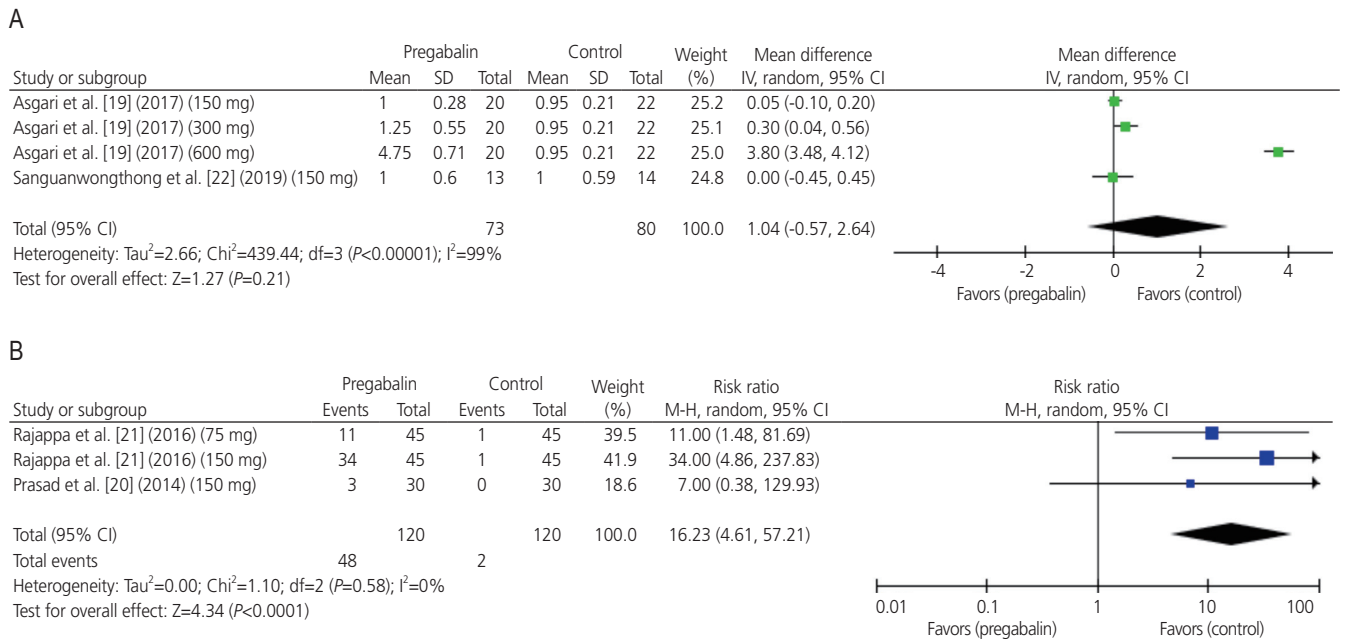 A
Pregabalin Control Weight Mean difference Mean difference
Study or subgroup Mean SD Total Mean SD Total (%) IV, random, 95% CI IV, random, 95% CI
Asgari et al. [19] (2017) (150 mg) 1 0.28 20 0.95 0.21 22 25.2 0.05 (-0.10, 0.20)
Asgari et al. [19] (2017) (300 mg) 1.25 0.55 20 0.95 0.21 22 25.1 0.30 (0.04, 0.56)
Asgari et al. [19] (2017) (600 mg) 4.75 0.71 20 0.95 0.21 22 25.0 3.80 (3.48, 4.12)
Sanguanwongthong et al. [22] (2019) (150 mg) 1 0.6 13 1 0.59 14 24.8 0.00 (-0.45, 0.45)
Total (95% CI) 73 80 100.0 1.04 (-0.57, 2.64)
Heterogeneity: Tau²=2.66; Chi²=439.44; df=3 (P<0.00001); I²=99%
Test for overall effect: Z=1.27 (P=0.21)
-4 -2 0 2 4
Favors (pregabalin) Favors (control)
B
Pregabalin Control Weight Risk ratio Risk ratio
Study or subgroup Events Total Events Total (%) M-H, random, 95% CI M-H, random, 95% CI
Rajappa et al. [21] (2016) (75 mg) 11 45 1 45 39.5 11.00 (1.48, 81.69)
Rajappa et al. [21] (2016) (150 mg) 34 45 1 45 41.9 34.00 (4.86, 237.83)
Prasad et al. [20] (2014) (150 mg) 3 30 0 30 18.6 7.00 (0.38, 129.93)
Total (95% CI) 120 120 100.0 16.23 (4.61, 57.21)
Total events 48 2
Heterogeneity: Tau²=0.00; Chi²=1.10; df=2 (P=0.58); I²=0%
Test for overall effect: Z=4.34 (P<0.0001)
0.01 0.1 1 10 100
Favors (pregabalin) Favors (control)